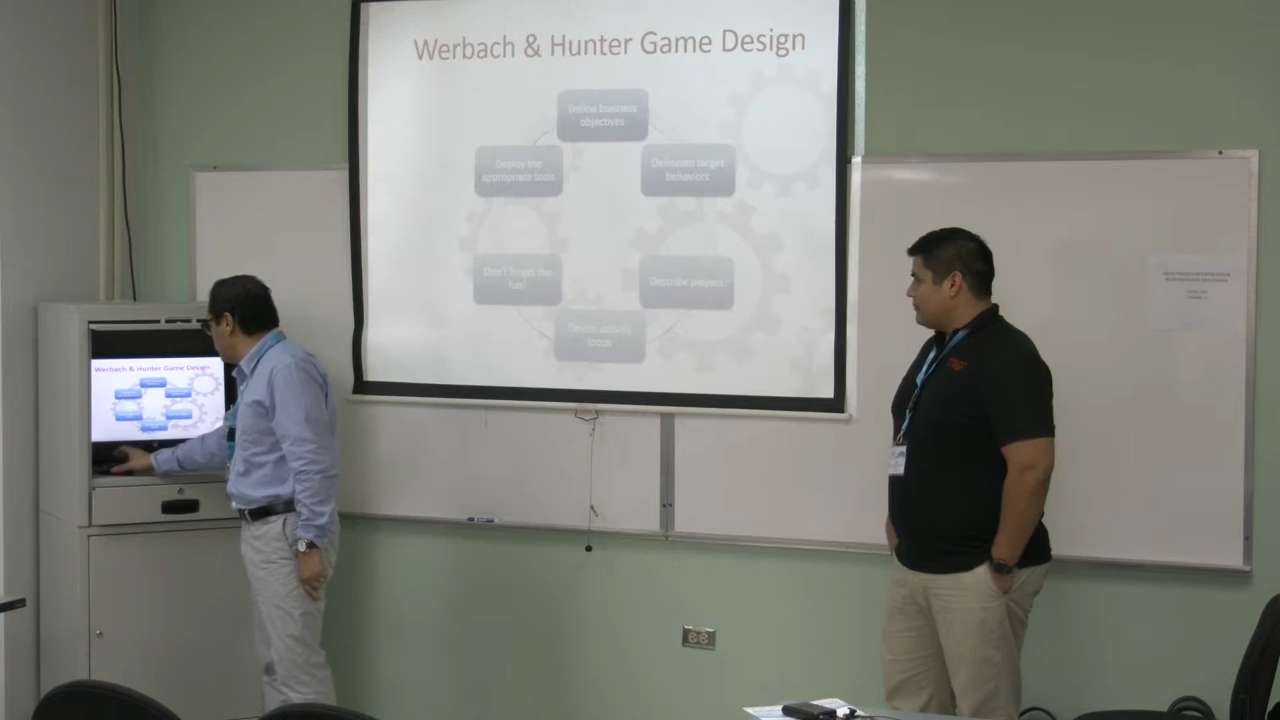 Werbach & Hunter Game Design
Define business
objectives
Deploy the
appropriate tools
Delineate target
behaviors
Don't forget the
fun!
Describe players
Devise activity
loops
Werbach & Hunter Game Design